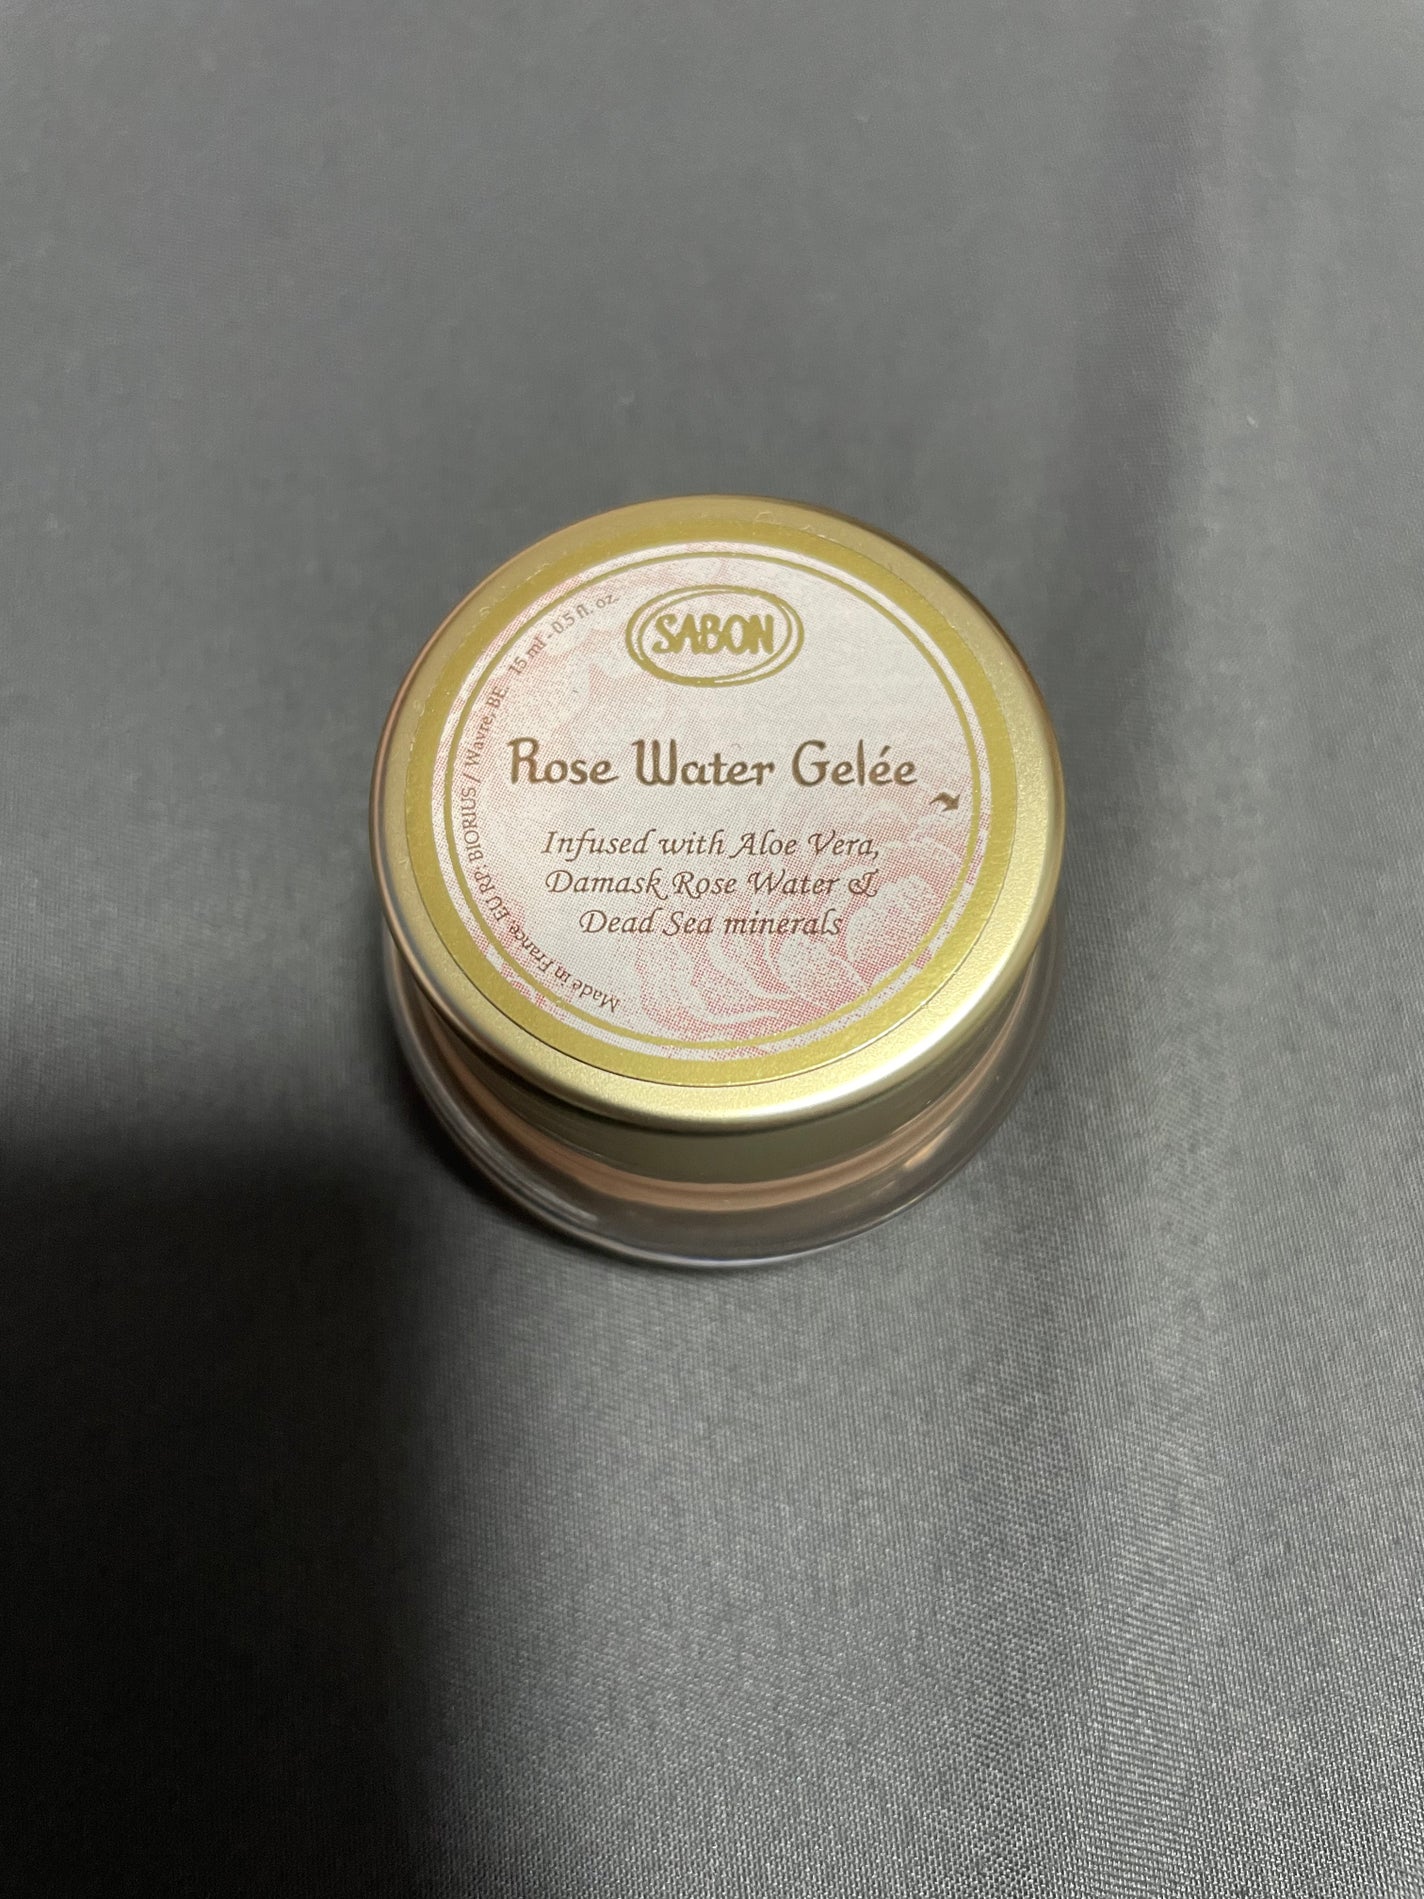 SABON
Rose Water Gelée
Infused with Aloe Vera,
Damask Rose Water &
Dead Sea minerals
Made in France. EU RP: BIORIUS / Wavre, BE. 15 ml - 0.5 fl. oz.